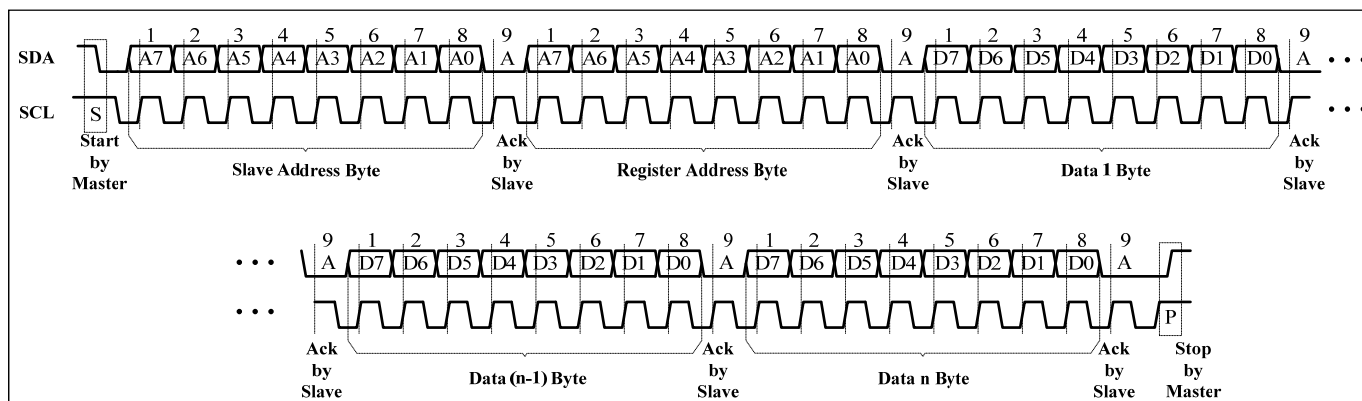 1 2 3 4 5 6 7 8 9 1 2 3 4 5 6 7 8 9 1 2 3 4 5 6 7 8 9
SDA A7 A6 A5 A4 A3 A2 A1 A0 A A7 A6 A5 A4 A3 A2 A1 A0 A D7 D6 D5 D4 D3 D2 D1 D0 A • • •
SCL S • • •
Start by Master Slave Address Byte Ack by Slave Register Address Byte Ack by Slave Data 1 Byte Ack by Slave
9 1 2 3 4 5 6 7 8 9 1 2 3 4 5 6 7 8 9
• • • A D7 D6 D5 D4 D3 D2 D1 D0 A D7 D6 D5 D4 D3 D2 D1 D0 A
• • • P
Ack by Slave Data (n-1) Byte Ack by Slave Data n Byte Ack by Slave Stop by Master